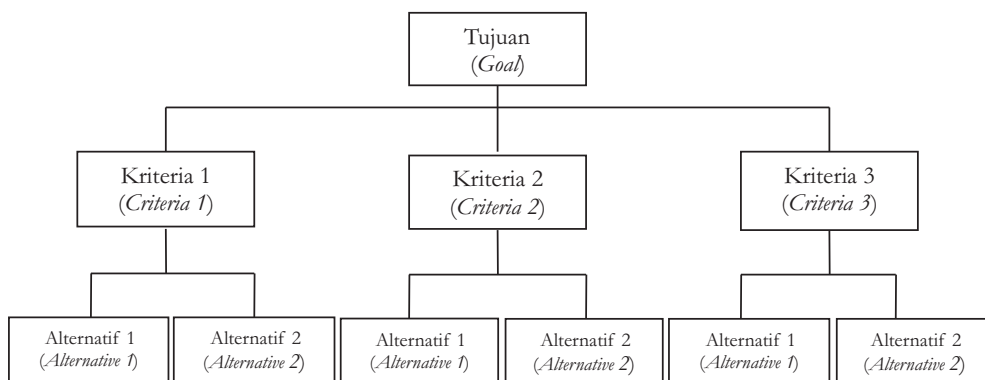 Tujuan
(Goal)
Kriteria 1
(Criteria 1)
Kriteria 2
(Criteria 2)
Kriteria 3
(Criteria 3)
Alternatif 1
(Alternative 1)
Alternatif 2
(Alternative 2)
Alternatif 1
(Alternative 1)
Alternatif 2
(Alternative 2)
Alternatif 1
(Alternative 1)
Alternatif 2
(Alternative 2)